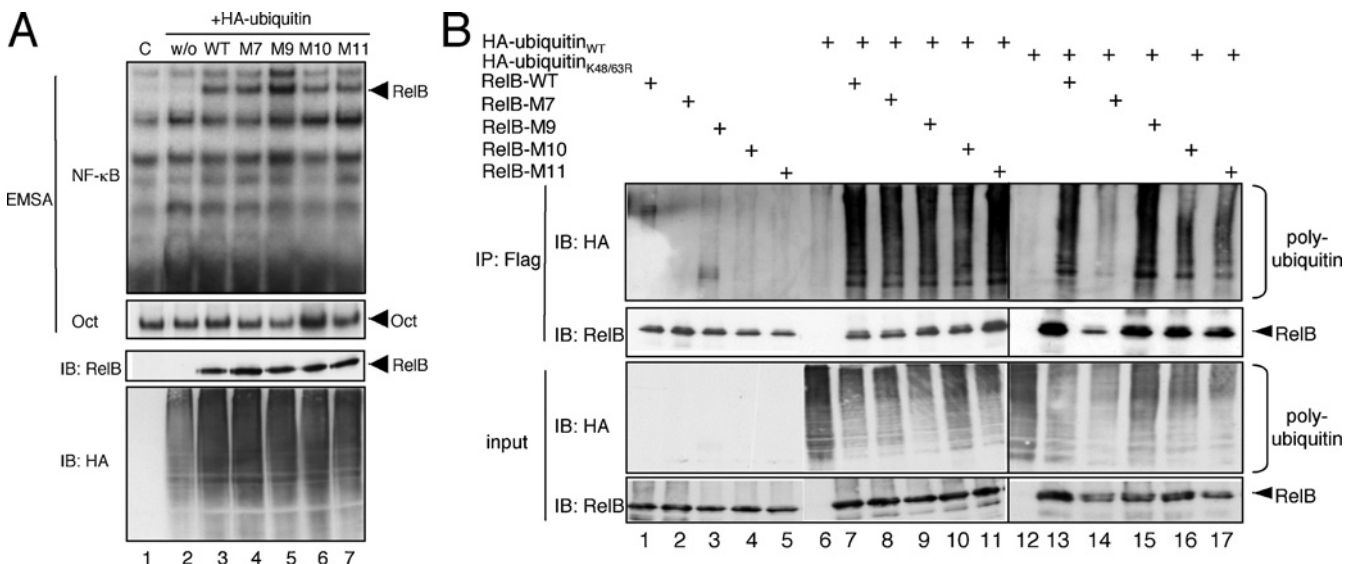 A
+HA-ubiquitin
C w/o WT M7 M9 M10 M11
RelB
NF-κB
EMSA
Oct
Oct
IB: RelB
RelB
IB: HA
1 2 3 4 5 6 7
B
HA-ubiquitinWT + + + + + +
HA-ubiquitinK48/63R + + + + + +
RelB-WT + + +
RelB-M7 + + +
RelB-M9 + + +
RelB-M10 + + +
RelB-M11 + + +
IP: Flag
IB: HA
poly-
ubiquitin
IB: RelB
RelB
input
IB: HA
poly-
ubiquitin
IB: RelB
RelB
1 2 3 4 5 6 7 8 9 10 11 12 13 14 15 16 17